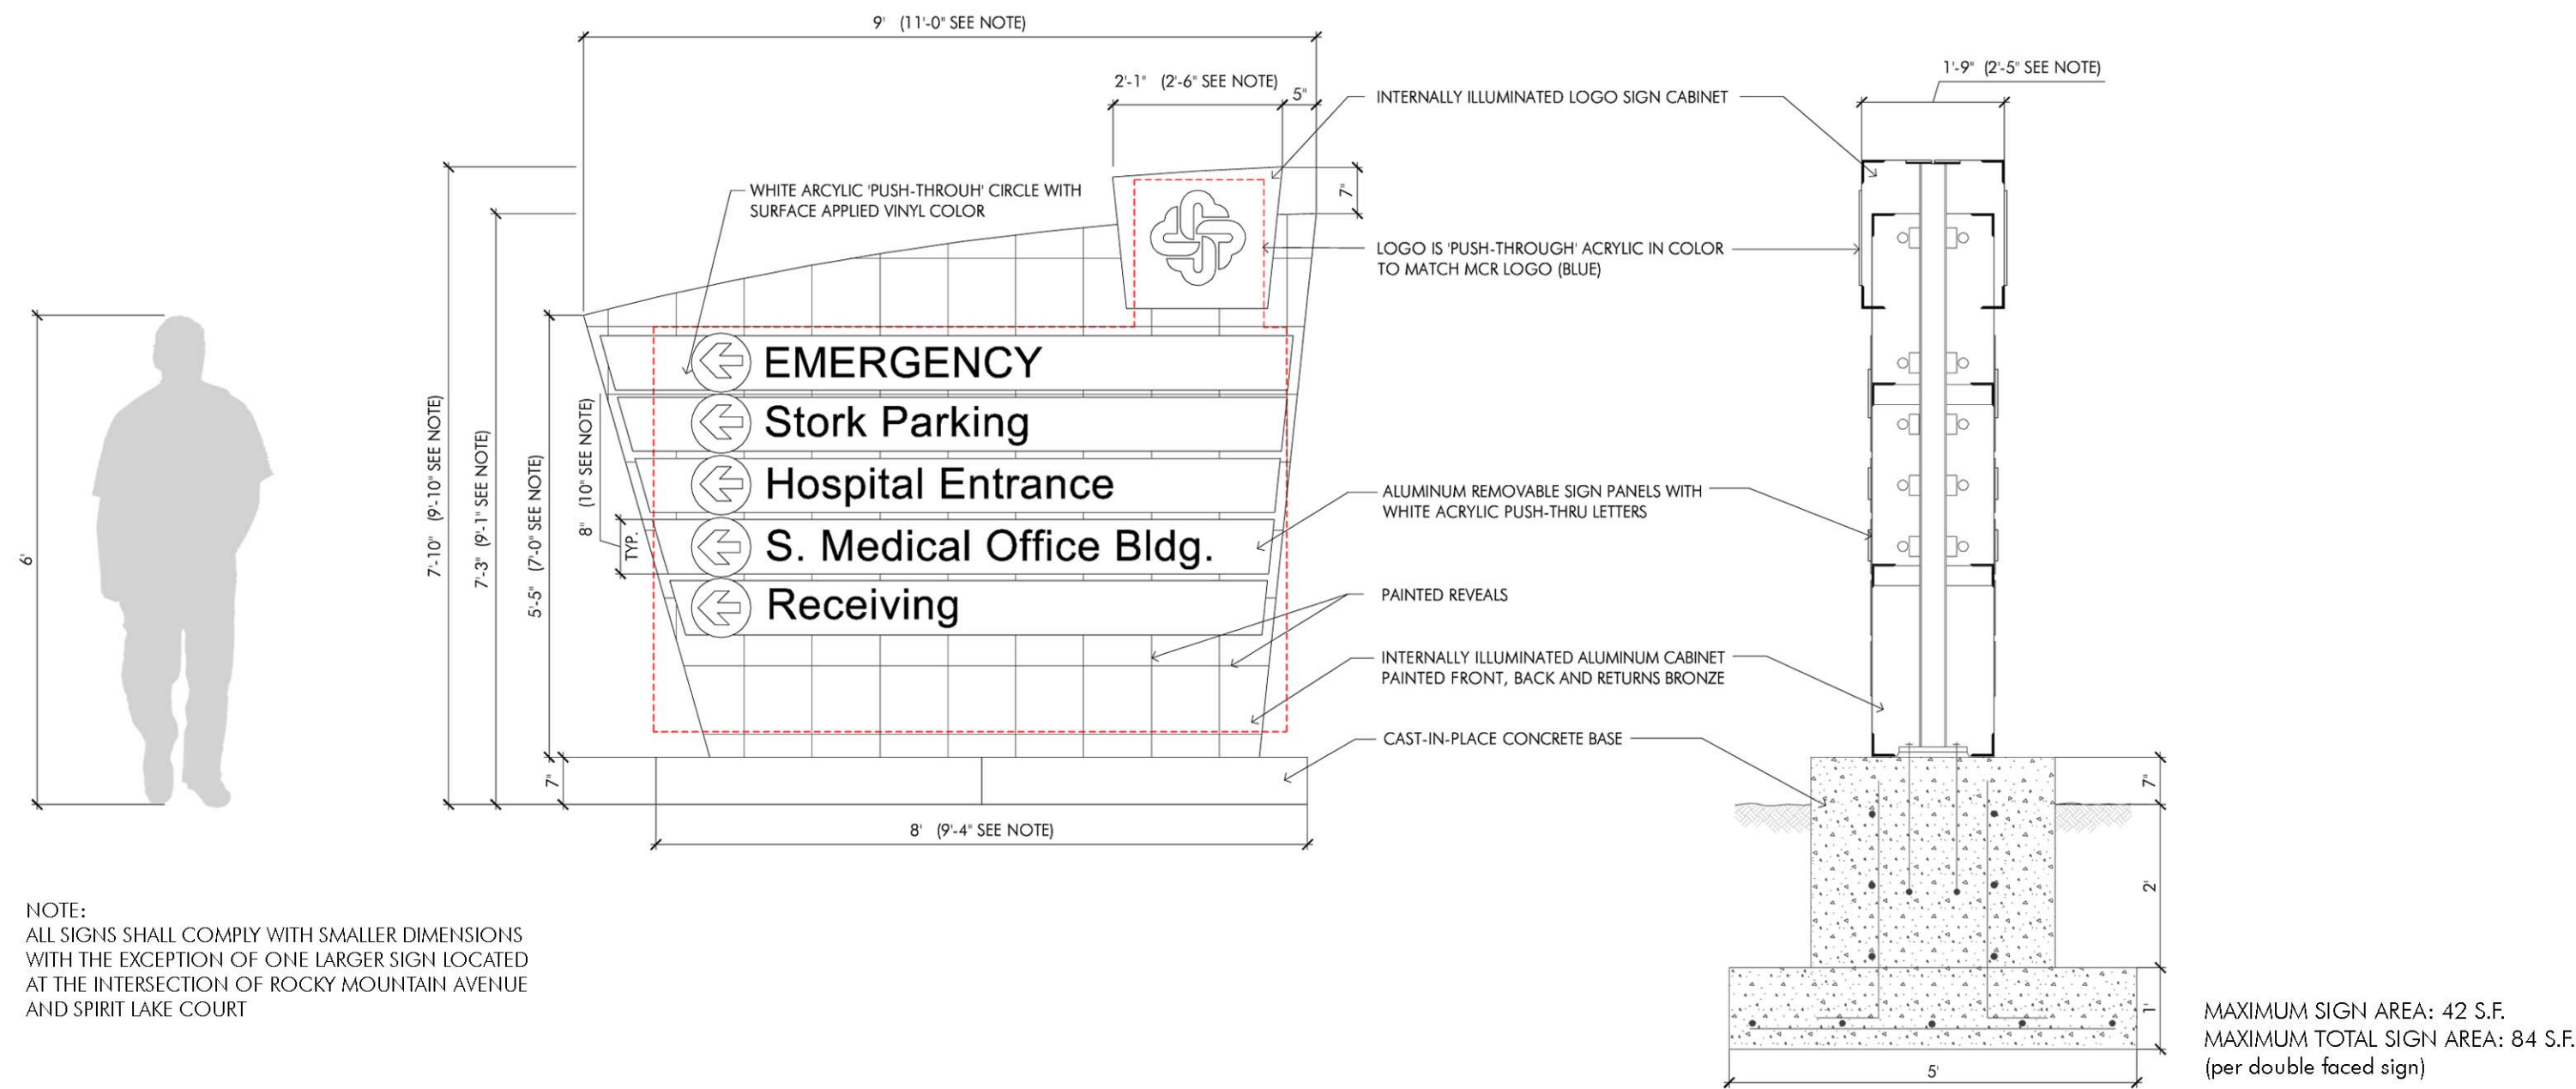 9' (11'-0" SEE NOTE)
2'-1" (2'-6" SEE NOTE)
5"
1'-9" (2'-5" SEE NOTE)
INTERNALLY ILLUMINATED LOGO SIGN CABINET
WHITE ARCYLIC 'PUSH-THROUH' CIRCLE WITH
SURFACE APPLIED VINYL COLOR
7"
LOGO IS 'PUSH-THROUGH' ACRYLIC IN COLOR
TO MATCH MCR LOGO (BLUE)
6'
7'-10" (9'-10" SEE NOTE)
7'-3" (9'-1" SEE NOTE)
5'-5" (7'-0" SEE NOTE)
8" (10" SEE NOTE)
TYP.
EMERGENCY
Stork Parking
Hospital Entrance
S. Medical Office Bldg.
Receiving
ALUMINUM REMOVABLE SIGN PANELS WITH
WHITE ACRYLIC PUSH-THRU LETTERS
PAINTED REVEALS
INTERNALLY ILLUMINATED ALUMINUM CABINET
PAINTED FRONT, BACK AND RETURNS BRONZE
CAST-IN-PLACE CONCRETE BASE
7"
8' (9'-4" SEE NOTE)
7"
2'
1'
5'
NOTE:
ALL SIGNS SHALL COMPLY WITH SMALLER DIMENSIONS
WITH THE EXCEPTION OF ONE LARGER SIGN LOCATED
AT THE INTERSECTION OF ROCKY MOUNTAIN AVENUE
AND SPIRIT LAKE COURT
MAXIMUM SIGN AREA: 42 S.F.
MAXIMUM TOTAL SIGN AREA: 84 S.F.
(per double faced sign)